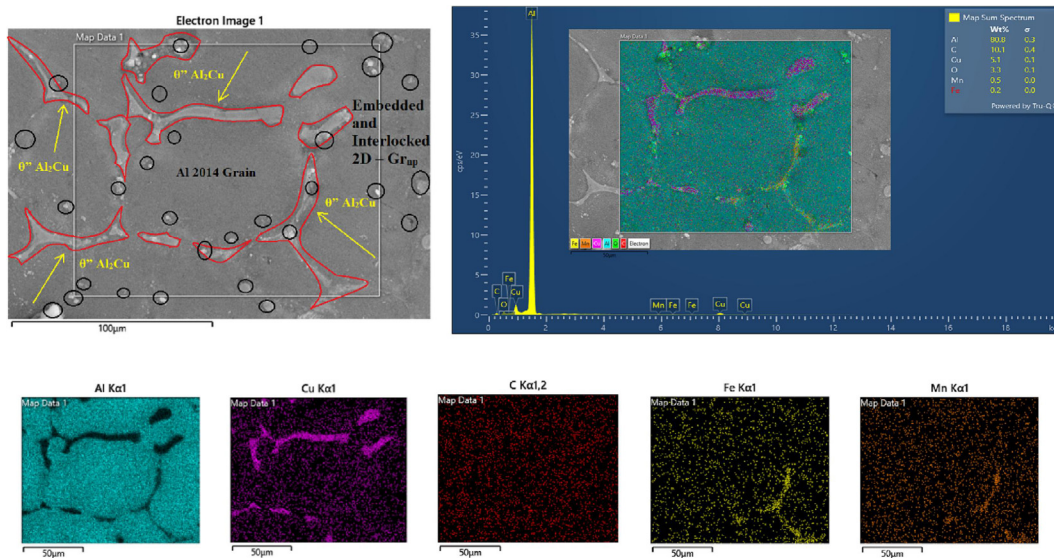 Electron Image 1
Map Data 1
θ'' Al₂Cu
θ'' Al₂Cu
Embedded
and
Interlocked
2D – Gr_up
Al 2014 Grain
θ'' Al₂Cu
θ'' Al₂Cu
100μm
Al
40
35
30
25
20
15
10
5
0
cps/eV
C
O
Fe
Cu
Mn
Fe
Fe
Cu
Cu
0 2 4 6 8 10 12 14 16 18
Map Data 1
Fe Mn Cu Al O C Electron
Map Sum Spectrum
Wt% σ
Al 80.8 0.3
C 10.1 0.4
Cu 5.1 0.1
O 3.3 0.1
Mn 0.5 0.0
Fe 0.2 0.0
Powered by Tru-Q
Al Kα1
Map Data 1
50μm
Cu Kα1
Map Data 1
50μm
C Kα1,2
Map Data 1
50μm
Fe Kα1
Map Data 1
50μm
Mn Kα1
Map Data 1
50μm